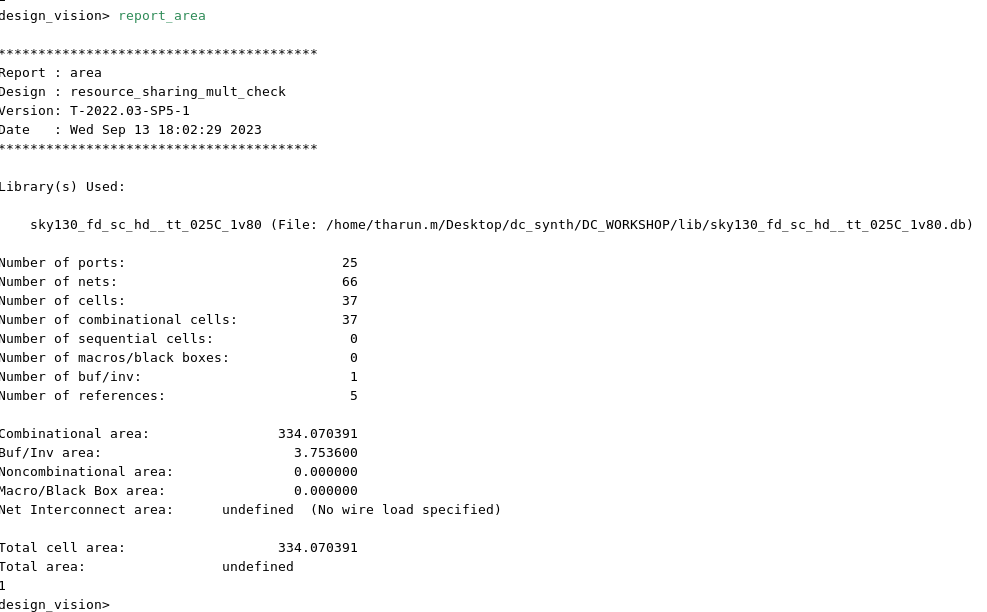 design_vision> report_area
****************************************
Report : area
Design : resource_sharing_mult_check
Version: T-2022.03-SP5-1
Date   : Wed Sep 13 18:02:29 2023
****************************************
Library(s) Used:
    sky130_fd_sc_hd__tt_025C_1v80 (File: /home/tharun.m/Desktop/dc_synth/DC_WORKSHOP/lib/sky130_fd_sc_hd__tt_025C_1v80.db)
Number of ports:                           25
Number of nets:                            66
Number of cells:                           37
Number of combinational cells:             37
Number of sequential cells:                 0
Number of macros/black boxes:               0
Number of buf/inv:                          1
Number of references:                       5
Combinational area:                334.070391
Buf/Inv area:                        3.753600
Noncombinational area:               0.000000
Macro/Black Box area:                0.000000
Net Interconnect area:      undefined  (No wire load specified)
Total cell area:                   334.070391
Total area:                 undefined
1
design_vision>